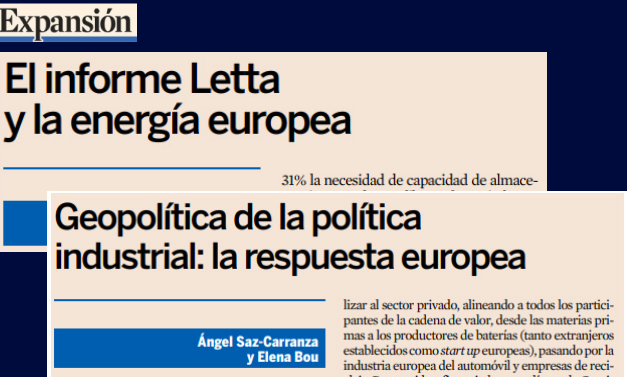 Expansión
El informe Letta
y la energía europea
31% la necesidad de capacidad de almace-
Geopolítica de la política
industrial: la respuesta europea
Ángel Saz-Carranza
y Elena Bou
lizar al sector privado, alineando a todos los partici-
pantes de la cadena de valor, desde las materias pri-
mas a los productores de baterías (tanto extranjeros
establecidos como start up europeas), pasando por la
industria europea del automóvil y empresas de reci-